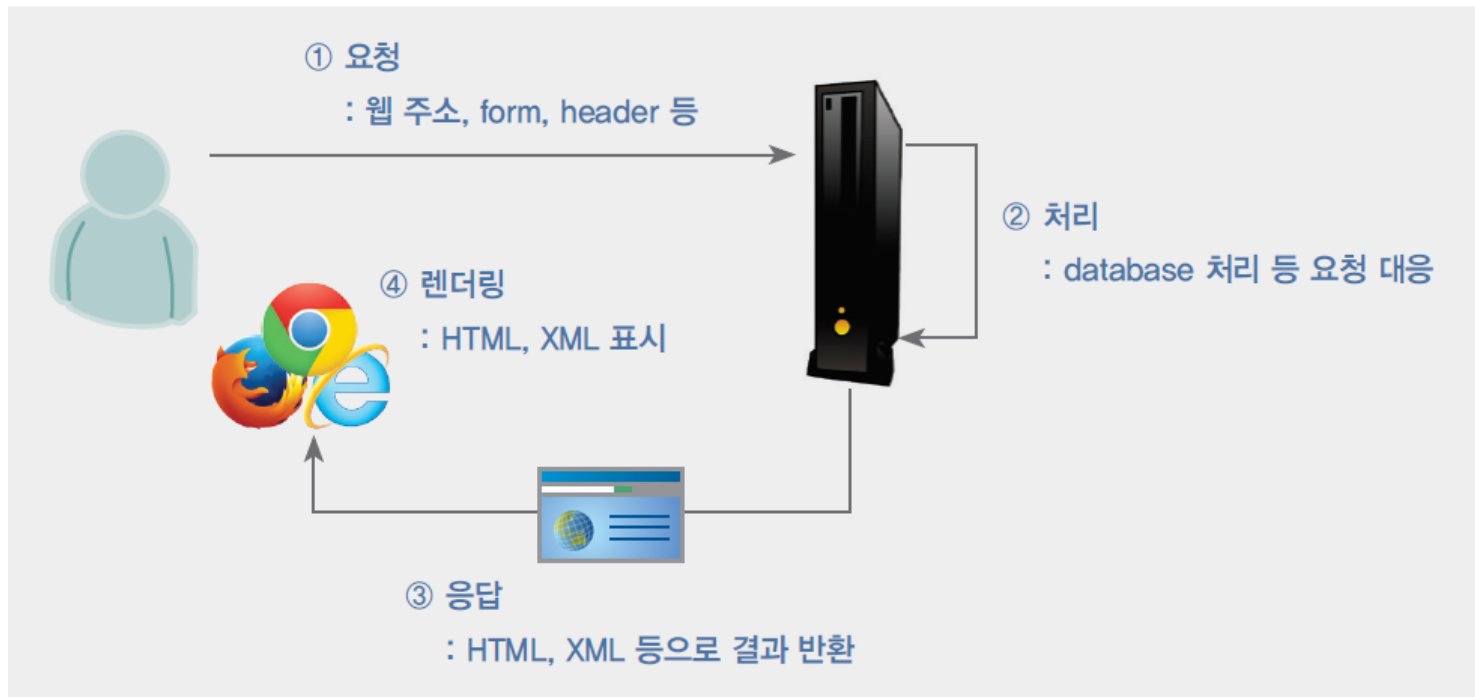 ① 요청
: 웹 주소, form, header 등
② 처리
: database 처리 등 요청 대응
③ 응답
: HTML, XML 등으로 결과 반환
④ 렌더링
: HTML, XML 표시